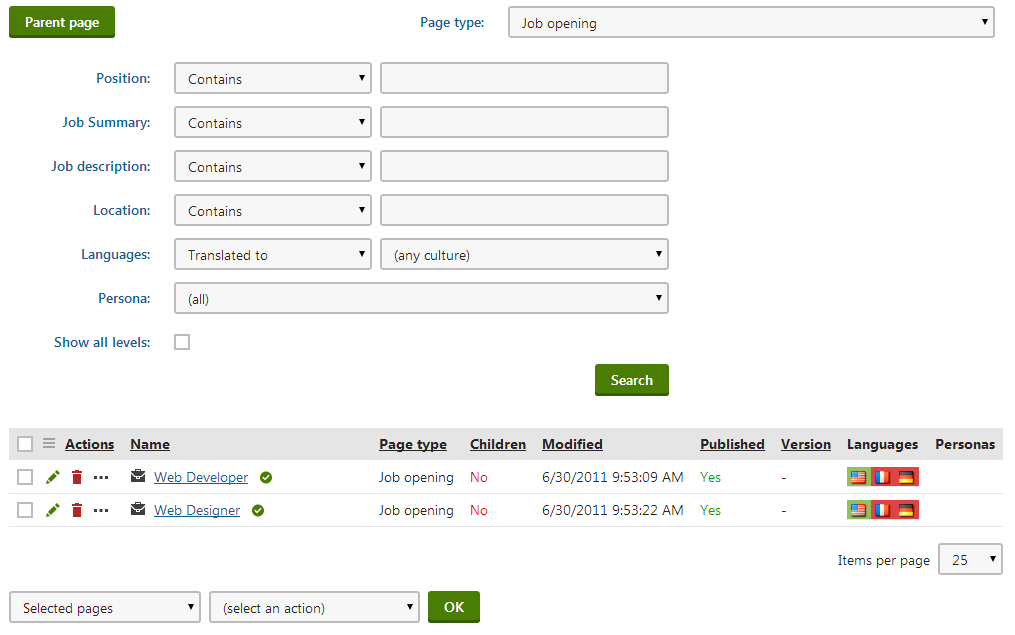 Parent page Page type: Job opening
Position: Contains
Job Summary: Contains
Job description: Contains
Location: Contains
Languages: Translated to (any culture)
Persona: (all)
Show all levels:
Search
Actions Name Page type Children Modified Published Version Languages Personas
Web Developer Job opening No 6/30/2011 9:53:09 AM Yes -
Web Designer Job opening No 6/30/2011 9:53:22 AM Yes -
Items per page 25
Selected pages (select an action) OK